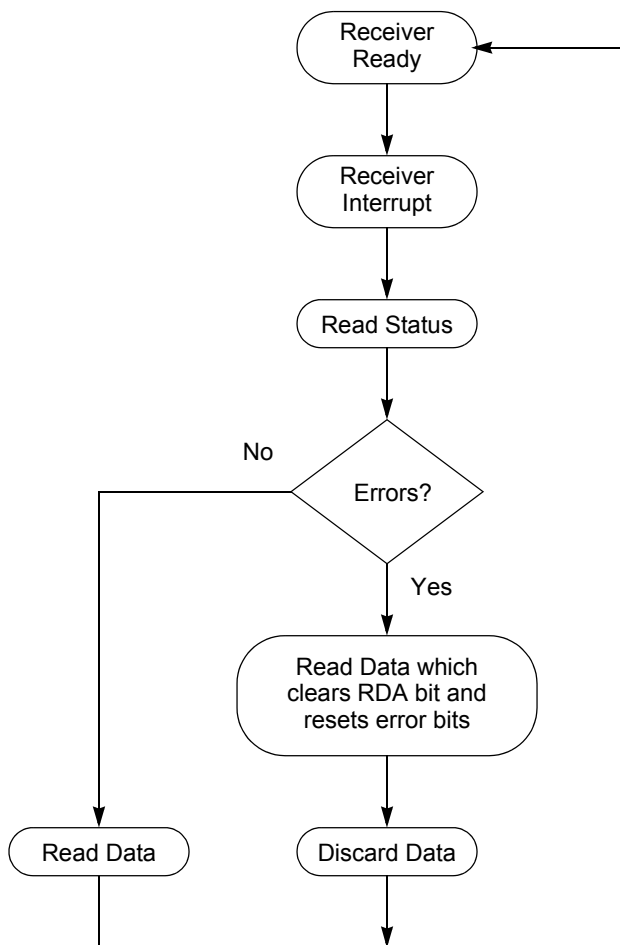 Receiver
Ready
Receiver
Interrupt
Read Status
No
Errors?
Yes
Read Data which
clears RDA bit and
resets error bits
Read Data
Discard Data